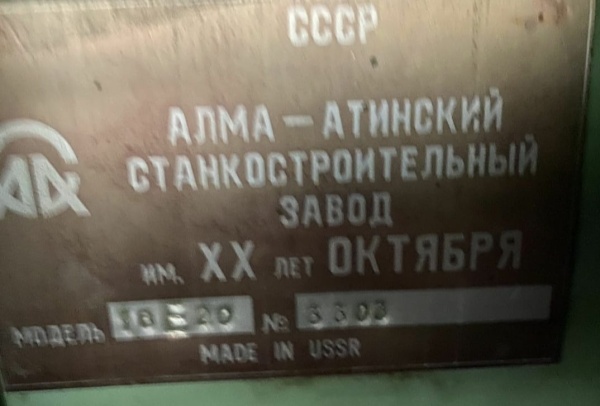 СССР
АЛМА — АТИНСКИЙ
СТАНКОСТРОИТЕЛЬНЫЙ
ЗАВОД
ИМ. XX ЛЕТ ОКТЯБРЯ
МОДЕЛЬ №
MADE IN USSR